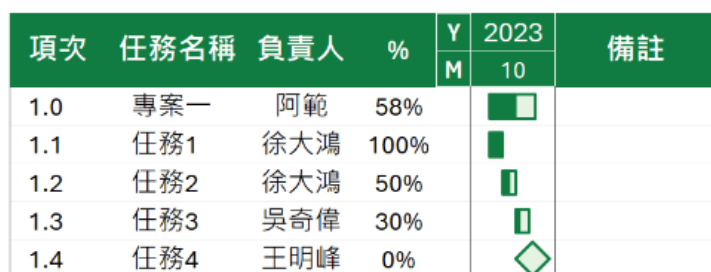 項次 任務名稱 負責人 % Y 2023 備註
M 10
1.0 專案一 阿範 58%
1.1 任務1 徐大鴻 100%
1.2 任務2 徐大鴻 50%
1.3 任務3 吳奇偉 30%
1.4 任務4 王明峰 0%